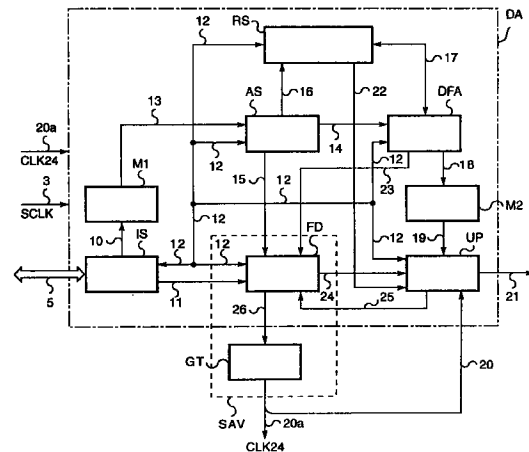 12 RS DA
17
AS 16 22 DFA
13
20a
CLK24
12
14
12
M1
15 12
23
18
3
SCLK
M2
10 IS
12
12 12 FD
12
19 UP
5
11
24
21
26
25
GT
20
SAV
20a
CLK24